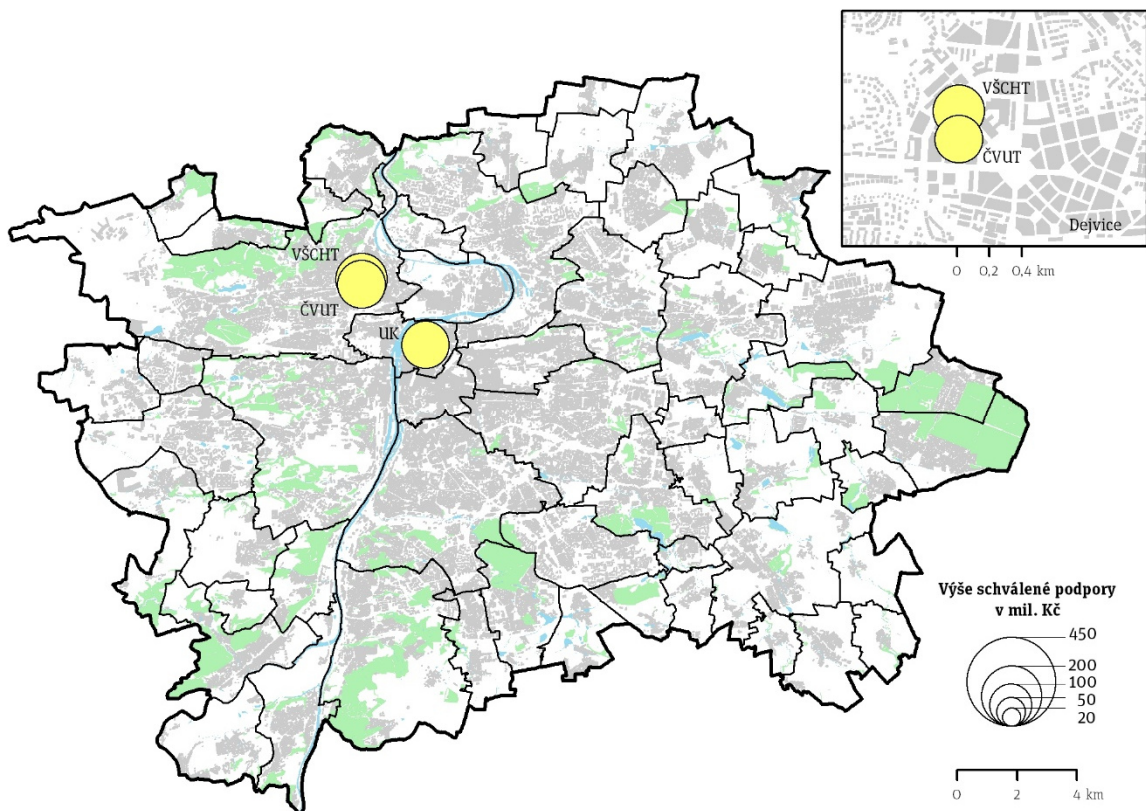 VŠCHT
ČVUT
Dejvice
0 0,2 0,4 km
VŠCHT
ČVUT
UK
Výše schválené podpory
v mil. Kč
450
200
100
50
20
0 2 4 km